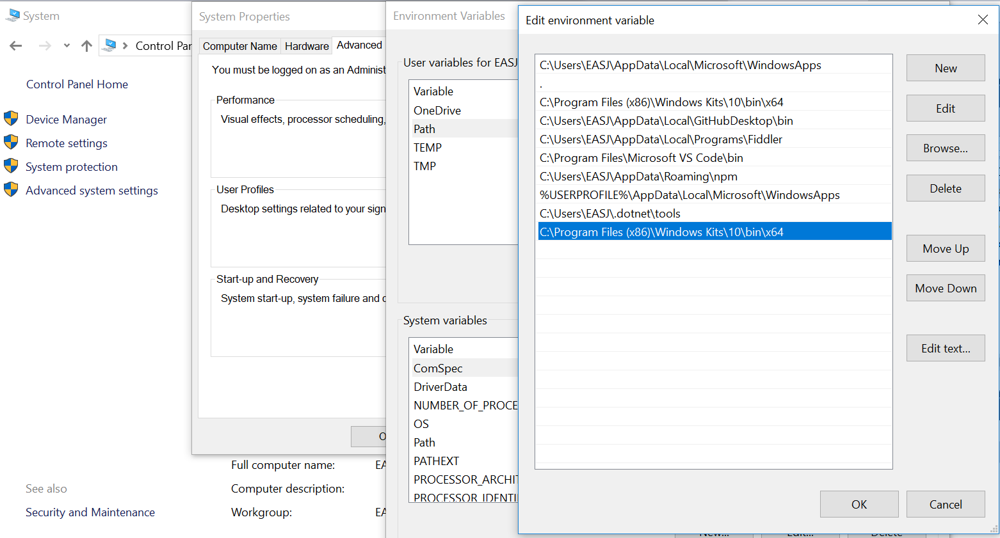 System
Control Par
Control Panel Home
Device Manager
Remote settings
System protection
Advanced system settings
See also
Security and Maintenance
Full computer name:
EA
Computer description:
Workgroup:
EA
System Properties
Computer Name
Hardware
Advanced
You must be logged on as an Administ
Performance
Visual effects, processor scheduling,
User Profiles
Desktop settings related to your sign
Start-up and Recovery
System start-up, system failure and
O
Environment Variables
User variables for EASJ
Variable
OneDrive
Path
TEMP
TMP
System variables
Variable
ComSpec
DriverData
NUMBER_OF_PROCE
OS
Path
PATHEXT
PROCESSOR_ARCHIT
PROCESSOR_IDENTI
New...
Edit...
Delete
Edit environment variable
C:\Users\EASJ\AppData\Local\Microsoft\WindowsApps
.
C:\Program Files (x86)\Windows Kits\10\bin\x64
C:\Users\EASJ\AppData\Local\GitHubDesktop\bin
C:\Users\EASJ\AppData\Local\Programs\Fiddler
C:\Program Files\Microsoft VS Code\bin
C:\Users\EASJ\AppData\Roaming\npm
%USERPROFILE%\AppData\Local\Microsoft\WindowsApps
C:\Users\EASJ\.dotnet\tools
C:\Program Files (x86)\Windows Kits\10\bin\x64
New
Edit
Browse...
Delete
Move Up
Move Down
Edit text...
OK
Cancel